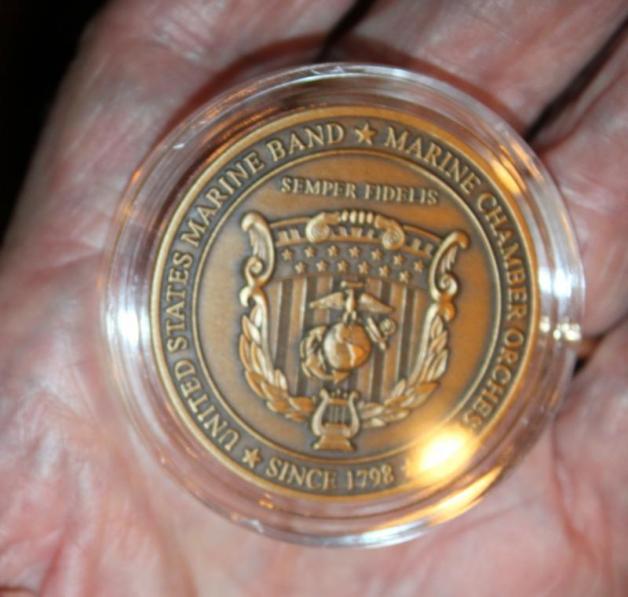 UNITED STATES MARINE BAND ★ MARINE CHAMBER ORCHES
SEMPER FIDELIS
★ SINCE 1798